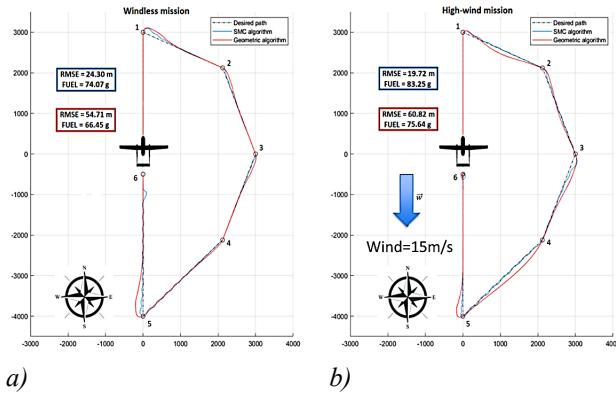 Windless mission
Desired path
SMC algorithm
Geometric algorithm
RMSE = 24.30 m
FUEL = 74.07 g
RMSE = 54.71 m
FUEL = 66.45 g
1
2
3
4
5
6
N
W
E
S
3000
2000
1000
0
-1000
-2000
-3000
-4000
-3000
-2000
-1000
0
1000
2000
3000
4000
a)
High-wind mission
Desired path
SMC algorithm
Geometric algorithm
RMSE = 19.72 m
FUEL = 83.25 g
RMSE = 60.82 m
FUEL = 75.64 g
1
2
3
4
5
6
w
Wind=15m/s
N
W
E
S
3000
2000
1000
0
-1000
-2000
-3000
-4000
-3000
-2000
-1000
0
1000
2000
3000
4000
b)